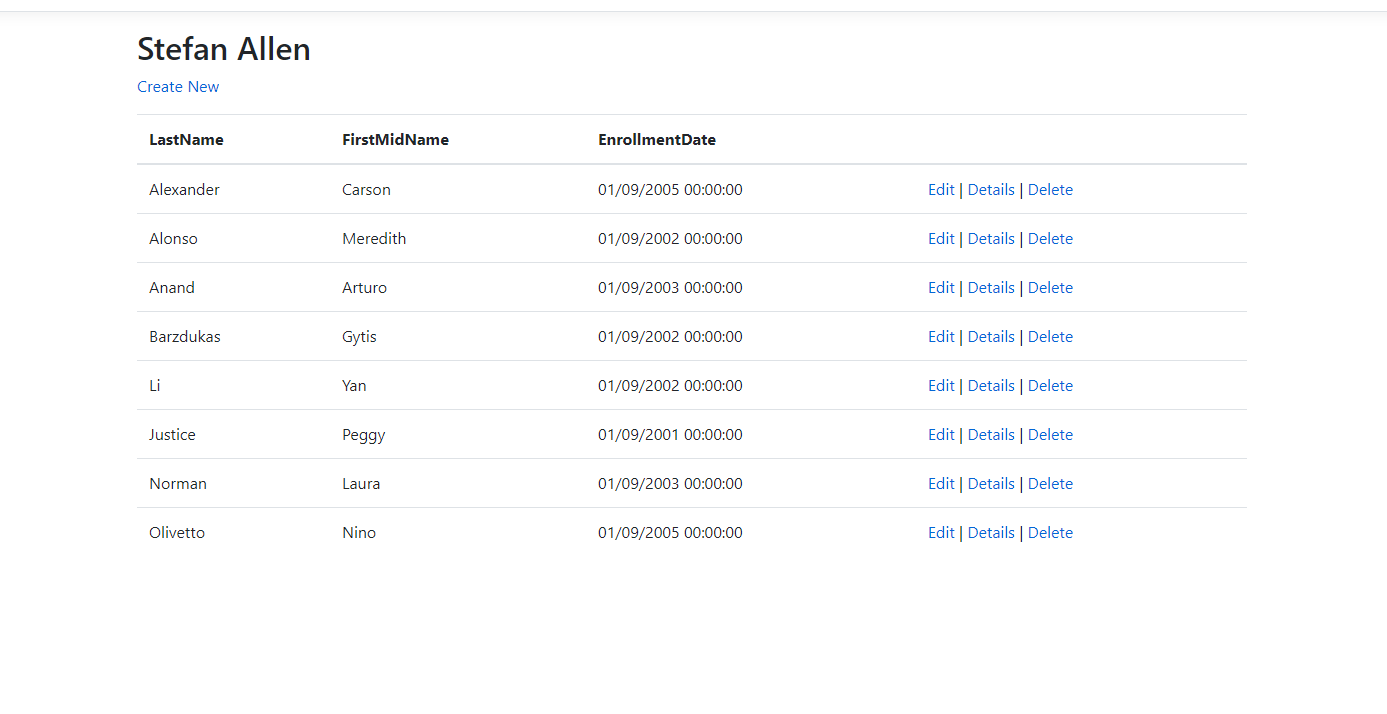 Stefan Allen
Create New
LastName FirstMidName EnrollmentDate
Alexander Carson 01/09/2005 00:00:00 Edit | Details | Delete
Alonso Meredith 01/09/2002 00:00:00 Edit | Details | Delete
Anand Arturo 01/09/2003 00:00:00 Edit | Details | Delete
Barzdukas Gytis 01/09/2002 00:00:00 Edit | Details | Delete
Li Yan 01/09/2002 00:00:00 Edit | Details | Delete
Justice Peggy 01/09/2001 00:00:00 Edit | Details | Delete
Norman Laura 01/09/2003 00:00:00 Edit | Details | Delete
Olivetto Nino 01/09/2005 00:00:00 Edit | Details | Delete